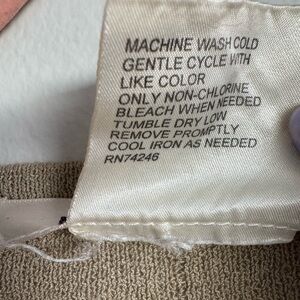 MACHINE WASH COLD
GENTLE CYCLE WITH
LIKE COLOR
ONLY NON-CHLORINE
BLEACH WHEN NEEDED
TUMBLE DRY LOW
REMOVE PROMPTLY
COOL IRON AS NEEDED
RN74246